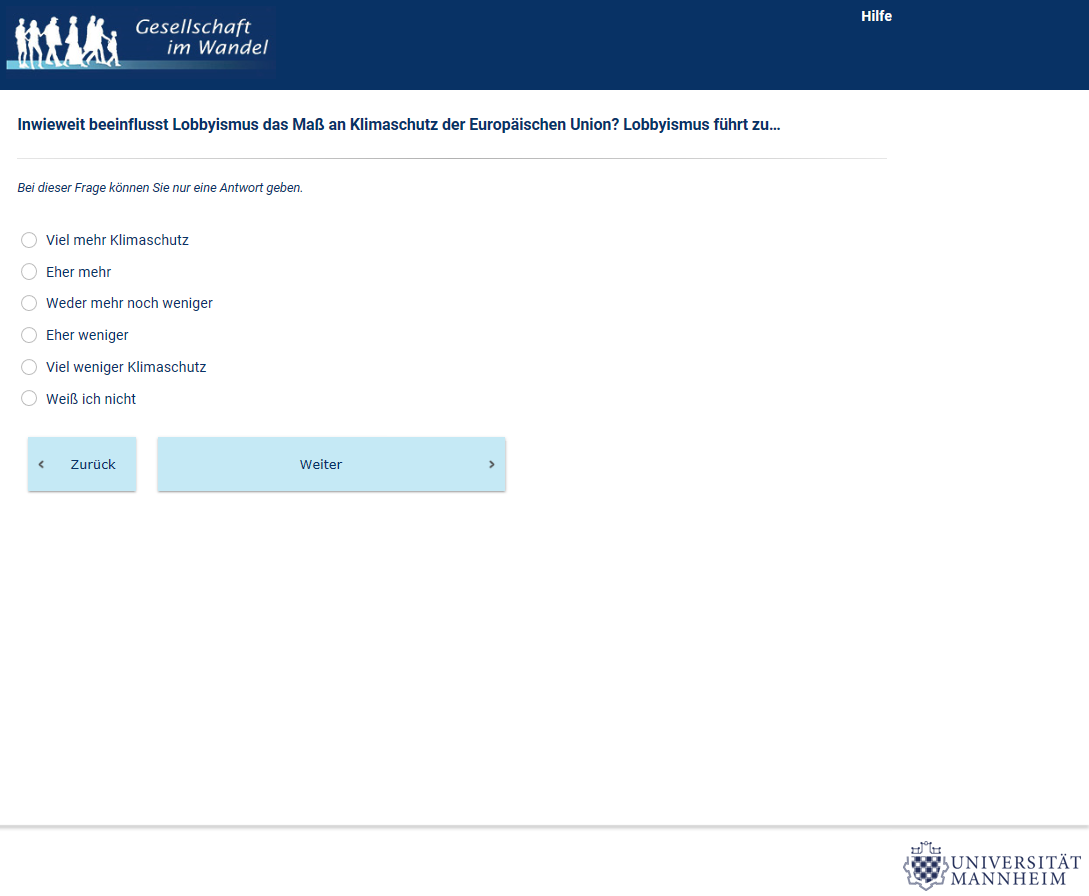 Gesellschaft
im Wandel
Hilfe
Inwieweit beeinflusst Lobbyismus das Maß an Klimaschutz der Europäischen Union? Lobbyismus führt zu…
Bei dieser Frage können Sie nur eine Antwort geben.
Viel mehr Klimaschutz
Eher mehr
Weder mehr noch weniger
Eher weniger
Viel weniger Klimaschutz
Weiß ich nicht
Zurück
Weiter
UNIVERSITÄT
MANNHEIM